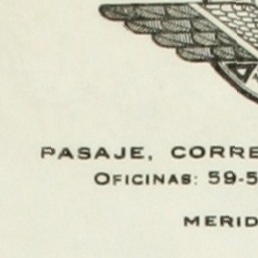 PASAJE, CORRE
OFICINAS: 59-5
MERID